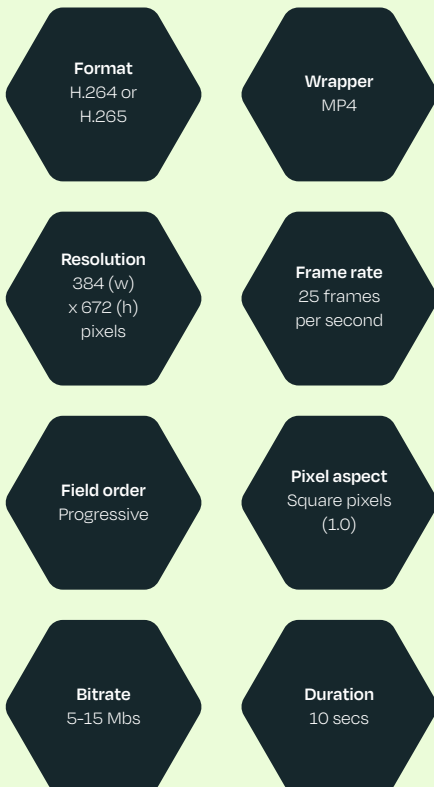 Format
H.264 or
H.265
Wrapper
MP4
Resolution
384 (w)
x 672 (h)
pixels
Frame rate
25 frames
per second
Field order
Progressive
Pixel aspect
Square pixels
(1.0)
Bitrate
5-15 Mbs
Duration
10 secs